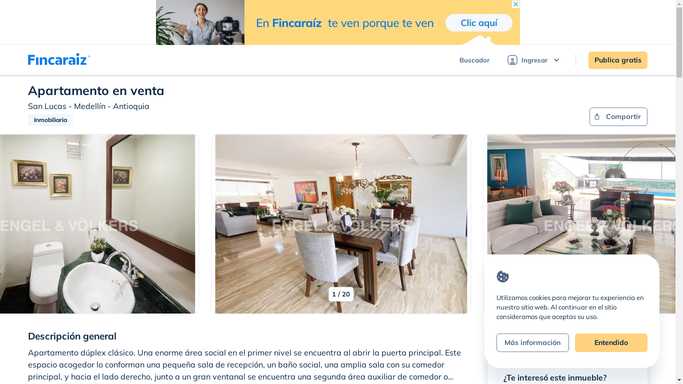 En Fincaraíz te ven porque te ven
Clic aquí
Fincaraiz
Buscador
Ingresar
Publica gratis
Apartamento en venta
San Lucas - Medellín - Antioquia
Inmobiliaria
Compartir
ENGEL & VÖLKERS
ENGEL & VÖLKERS
ENGEL & VÖLKERS
1 / 20
Utilizamos cookies para mejorar tu experiencia en
nuestro sitio web. Al continuar en el sitio
consideramos que aceptas su uso.
Más información
Entendido
Descripción general
Apartamento dúplex clásico. Una enorme área social en el primer nivel se encuentra al abrir la puerta principal. Este
espacio acogedor lo conforman una pequeña sala de recepción, un baño social, una amplia sala con su comedor
principal, y hacia el lado derecho, junto a un gran ventanal se encuentra una segunda área auxiliar de comedor o...
¿Te interesó este inmueble?